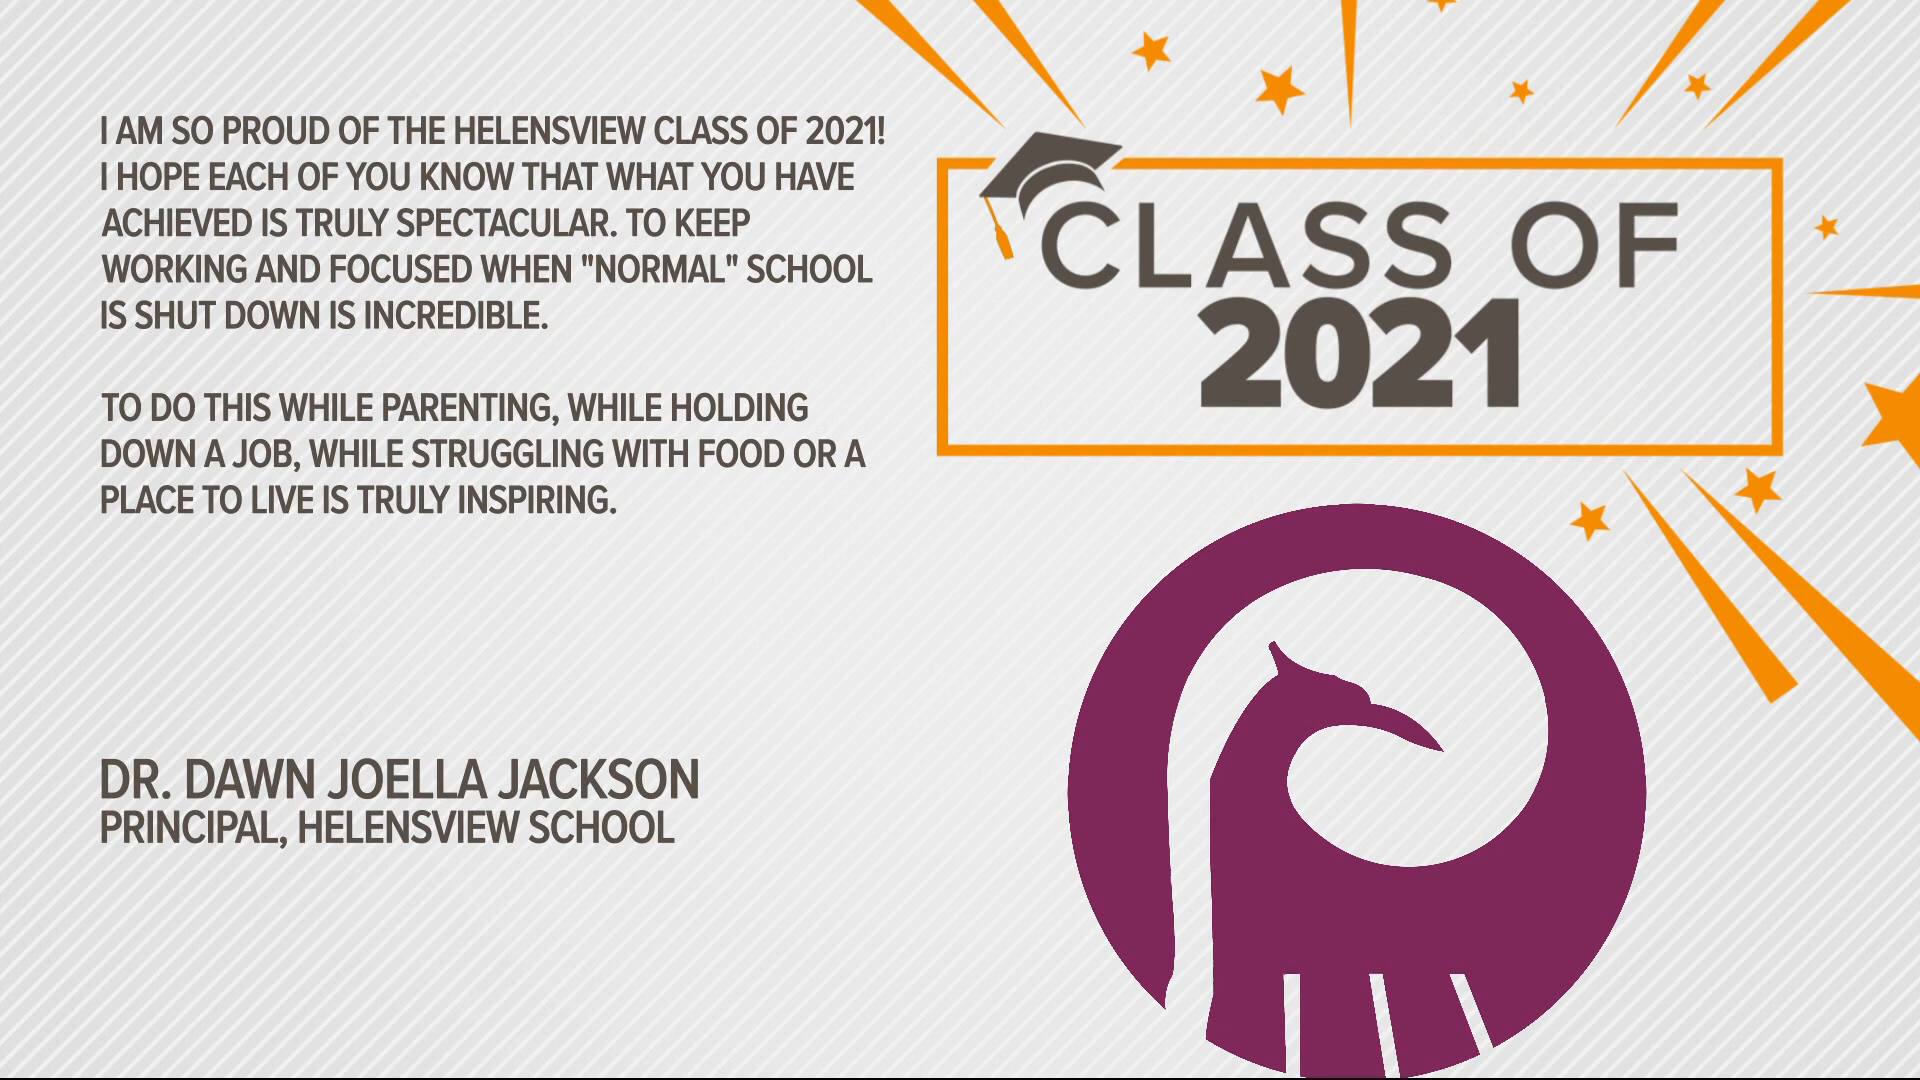 I AM SO PROUD OF THE HELENSVIEW CLASS OF 2021!
I HOPE EACH OF YOU KNOW THAT WHAT YOU HAVE
ACHIEVED IS TRULY SPECTACULAR. TO KEEP
WORKING AND FOCUSED WHEN "NORMAL" SCHOOL
IS SHUT DOWN IS INCREDIBLE.
TO DO THIS WHILE PARENTING, WHILE HOLDING
DOWN A JOB, WHILE STRUGGLING WITH FOOD OR A
PLACE TO LIVE IS TRULY INSPIRING.
DR. DAWN JOELLA JACKSON
PRINCIPAL, HELENSVIEW SCHOOL
CLASS OF
2021